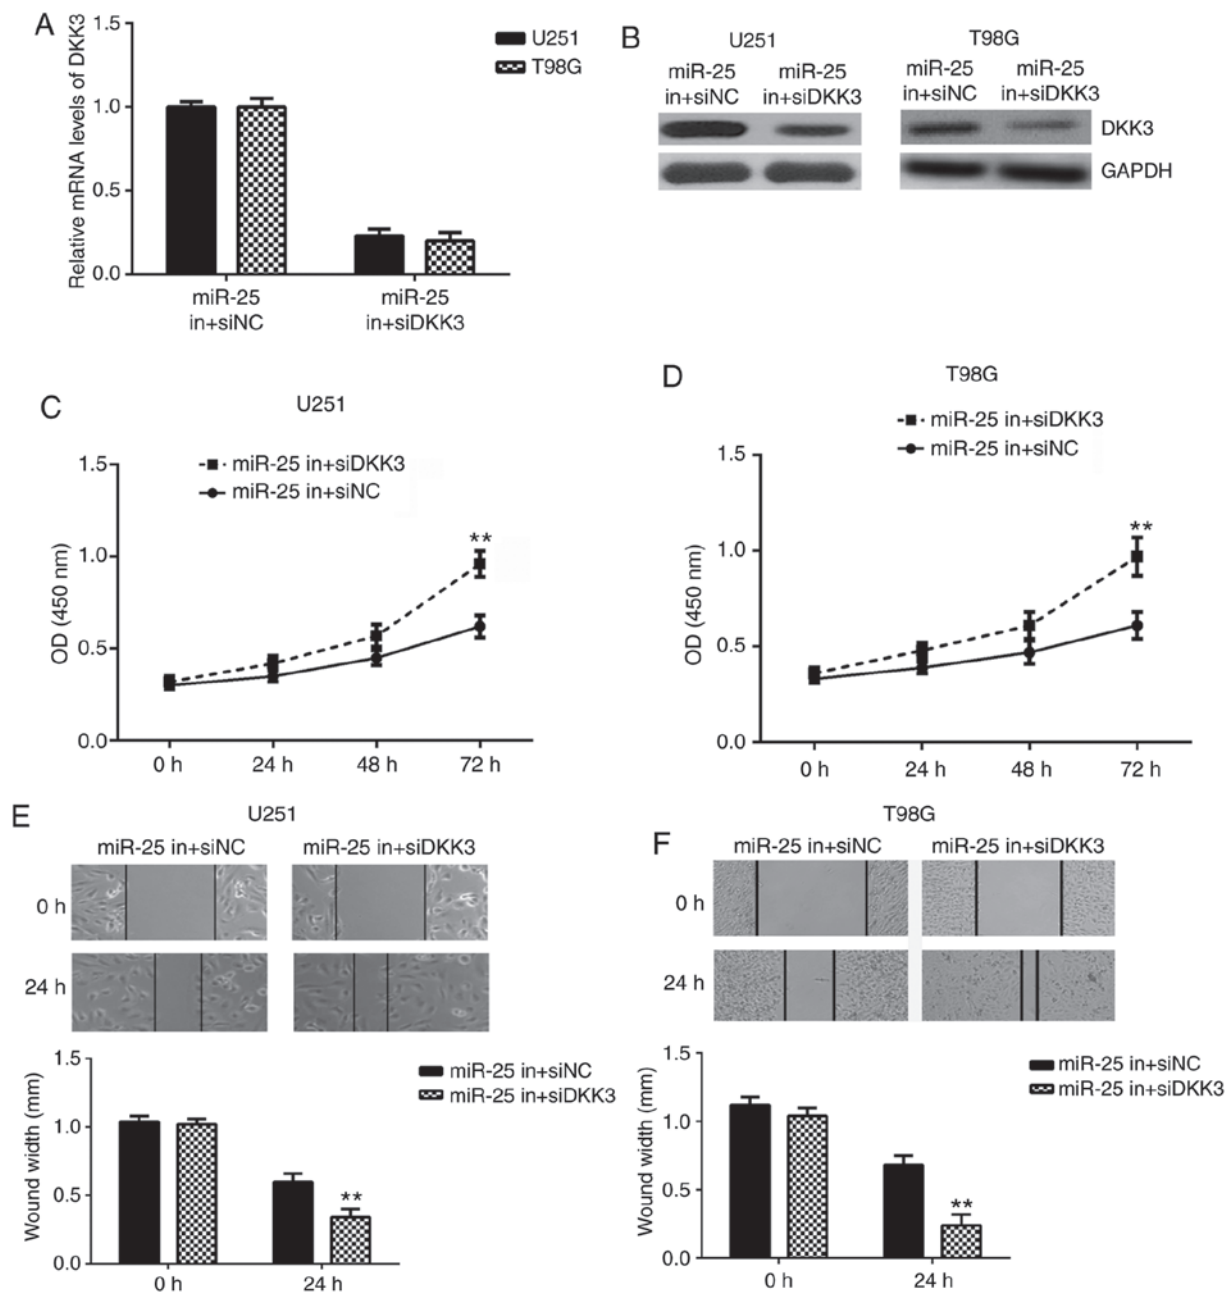 A
Relative mRNA levels of DKK3
1.5
1.0
0.5
0.0
U251
T98G
miR-25
in+siNC
miR-25
in+siDKK3
B
U251
T98G
miR-25
in+siNC
miR-25
in+siDKK3
miR-25
in+siNC
miR-25
in+siDKK3
DKK3
GAPDH
C
U251
miR-25 in+siDKK3
miR-25 in+siNC
OD (450 nm)
1.5
1.0
0.5
0.0
**
0 h
24 h
48 h
72 h
D
T98G
miR-25 in+siDKK3
miR-25 in+siNC
OD (450 nm)
1.5
1.0
0.5
0.0
**
0 h
24 h
48 h
72 h
E
U251
miR-25 in+siNC
miR-25 in+siDKK3
0 h
24 h
Wound width (mm)
1.5
1.0
0.5
0.0
miR-25 in+siNC
miR-25 in+siDKK3
**
0 h
24 h
F
T98G
miR-25 in+siNC
miR-25 in+siDKK3
0 h
24 h
Wound width (mm)
1.5
1.0
0.5
0.0
miR-25 in+siNC
miR-25 in+siDKK3
**
0 h
24 h